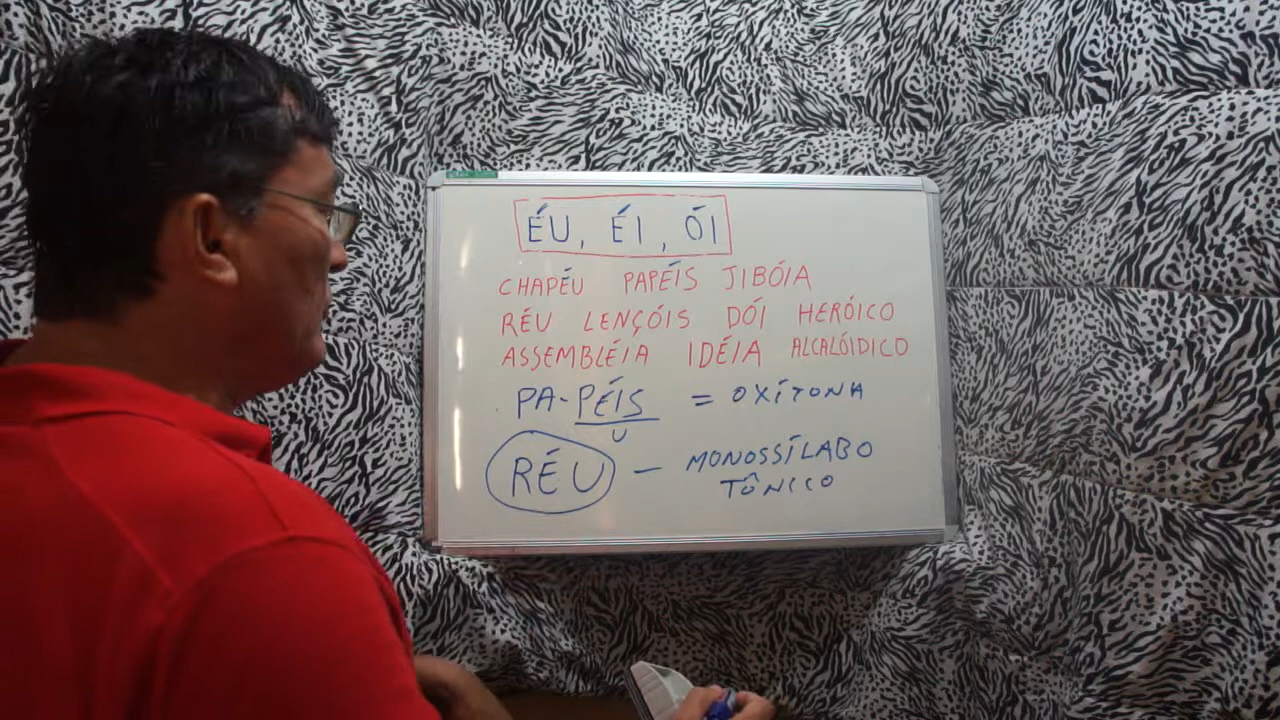 ÉU, ÉI, ÓI
CHAPÉU PAPÉIS JIBÓIA
RÉU LENÇÓIS DÓI HERÓICO
ASSEMBLÉIA IDÉIA ALCALÓIDICO
PA-PÉIS = OXÍTONA
RÉU - MONOSSÍLABO
TÔNICO